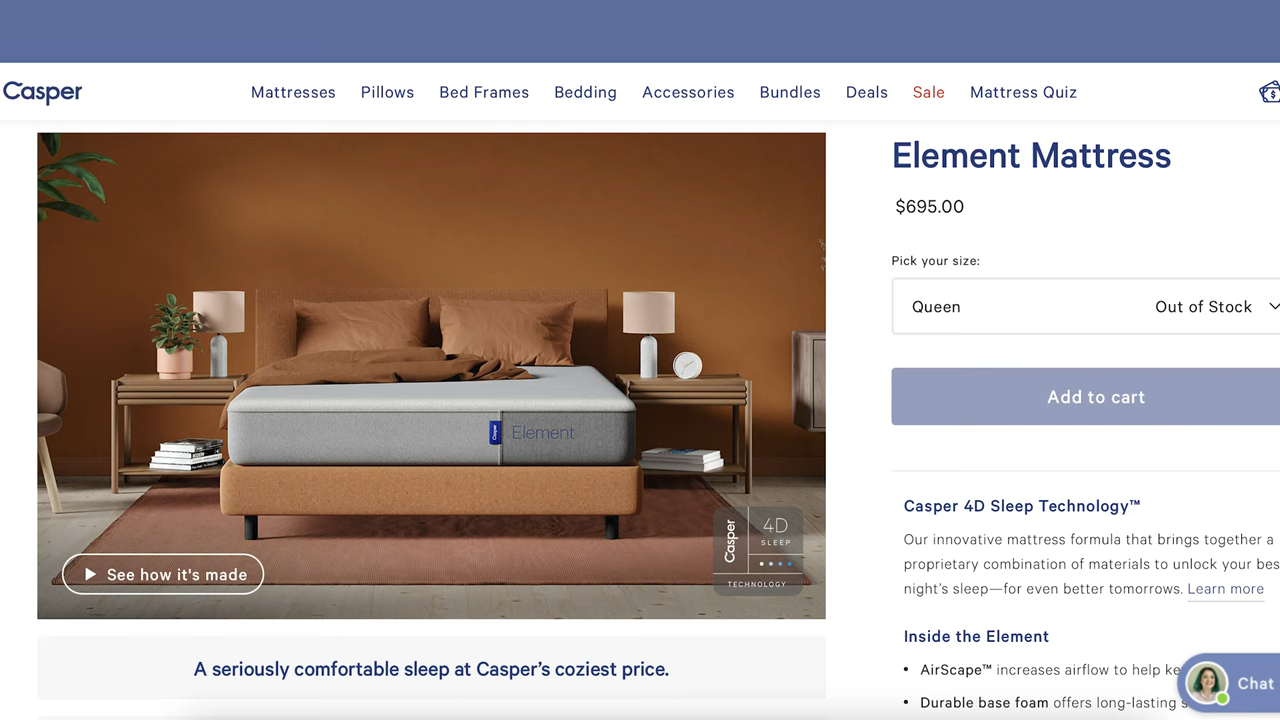 Casper
Mattresses Pillows Bed Frames Bedding Accessories Bundles Deals Sale Mattress Quiz
Element Mattress
$695.00
Pick your size:
Queen Out of Stock
Add to cart
Casper Element
Casper 4D SLEEP TECHNOLOGY
See how it's made
A seriously comfortable sleep at Casper’s coziest price.
Casper 4D Sleep Technology™
Our innovative mattress formula that brings together a
proprietary combination of materials to unlock your
night’s sleep—for even better tomorrows. Learn more
Inside the Element
• AirScape™ increases airflow to help
• Durable base foam offers long-lasting
Chat